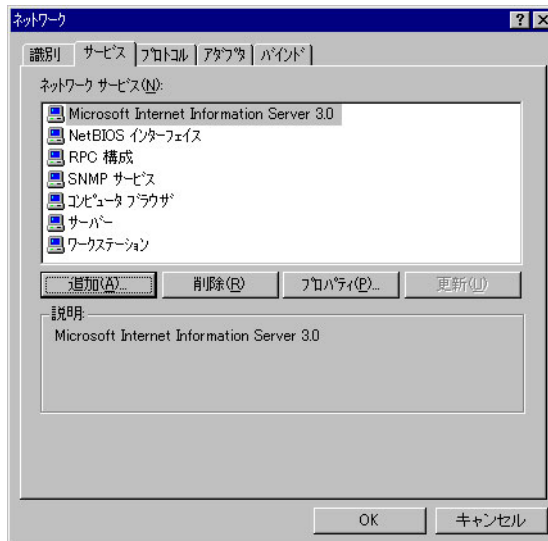 ネットワーク
識別 サービス プロトコル アダプタ バインド
ネットワーク サービス(N):
Microsoft Internet Information Server 3.0
NetBIOS インターフェイス
RPC 構成
SNMP サービス
コンピュータ ブラウザ
サーバー
ワークステーション
追加(A)... 削除(R) プロパティ(P)... 更新(U)
説明:
Microsoft Internet Information Server 3.0
OK キャンセル